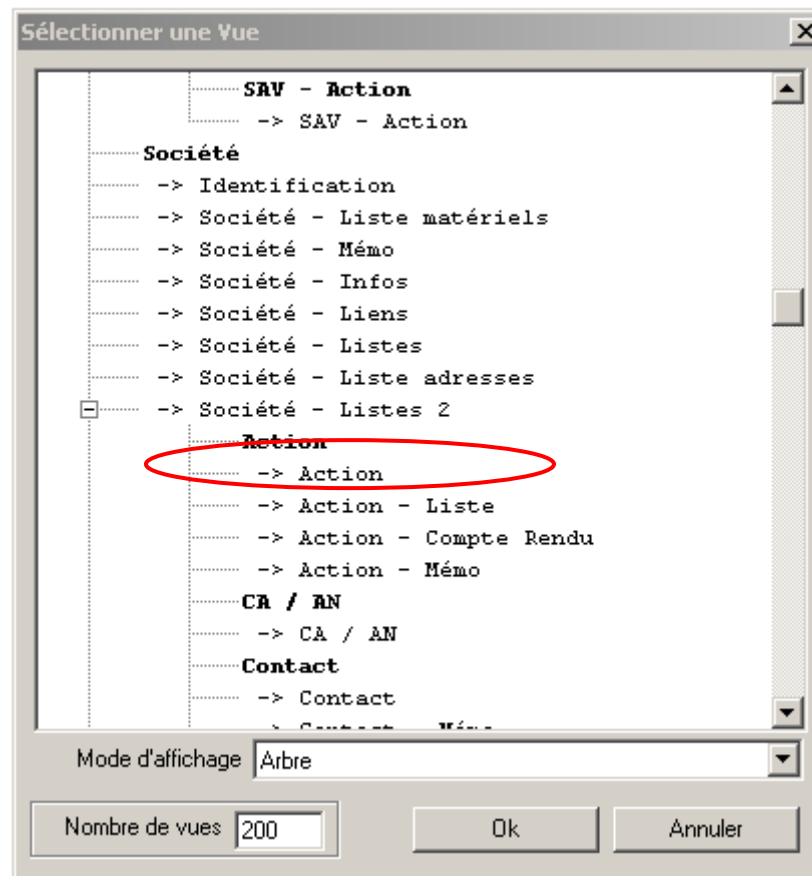 Sélectionner une Vue
SAV - Action
-> SAV - Action
Société
-> Identification
-> Société - Liste matériels
-> Société - Mémo
-> Société - Infos
-> Société - Liens
-> Société - Listes
-> Société - Liste adresses
-> Société - Listes 2
Action
-> Action
-> Action - Liste
-> Action - Compte Rendu
-> Action - Mémo
CA / AN
-> CA / AN
Contact
-> Contact
-> Contact - Mémo
Mode d'affichage Arbre
Nombre de vues 200 Ok Annuler